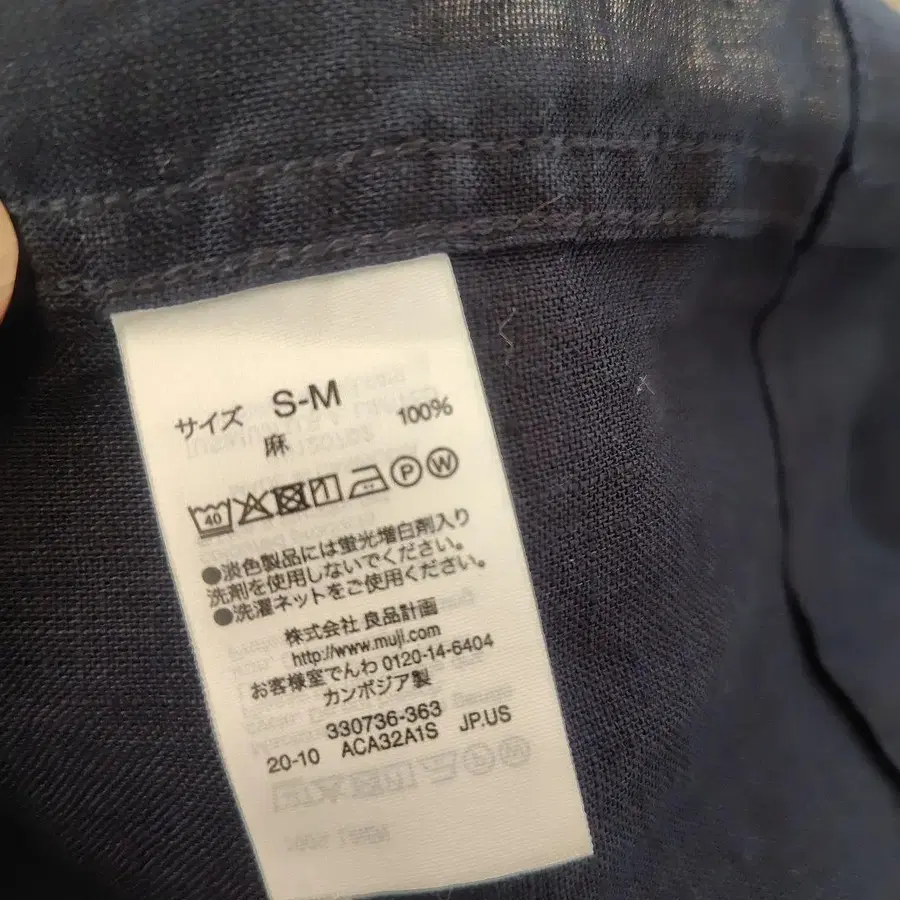 サイズ S-M
麻 100%
40 P W
●淡色製品には蛍光増白剤入り
洗剤を使用しないでください。
●洗濯ネットをご使用ください。
株式会社 良品計画
http://www.muji.com
お客様室でんわ 0120-14-6404
カンボジア製
330736-363
20-10 ACA32A1S JP.US